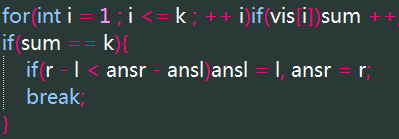 for(int i = 1 ; i <= k ; ++ i)if(vis[i])sum ++;
if(sum == k){
if(r - l < ansr - ansl)ansl = l, ansr = r;
break;
}